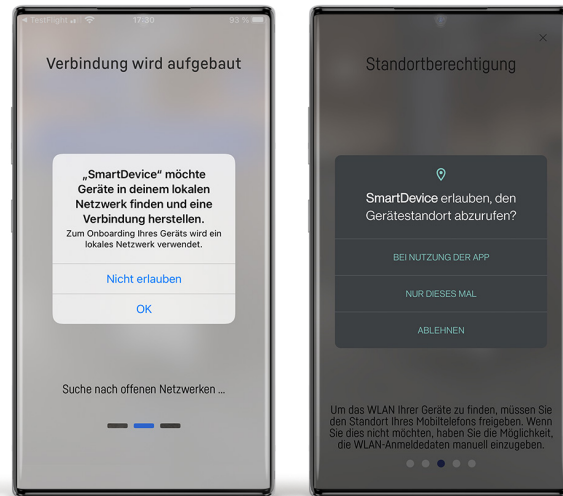 TestFlight 17:30 93 %
Verbindung wird aufgebaut
„SmartDevice“ möchte
Geräte in deinem lokalen
Netzwerk finden und eine
Verbindung herstellen.
Zum Onboarding Ihres Geräts wird ein
lokales Netzwerk verwendet.
Nicht erlauben
OK
Suche nach offenen Netzwerken ...
Standortberechtigung
SmartDevice erlauben, den
Gerätestandort abzurufen?
BEI NUTZUNG DER APP
NUR DIESES MAL
ABLEHNEN
Um das WLAN Ihrer Geräte zu finden, müssen Sie
den Standort Ihres Mobiltelefons freigeben. Wenn
Sie dies nicht möchten, haben Sie die Möglichkeit,
die WLAN-Anmeldedaten manuell einzugeben.